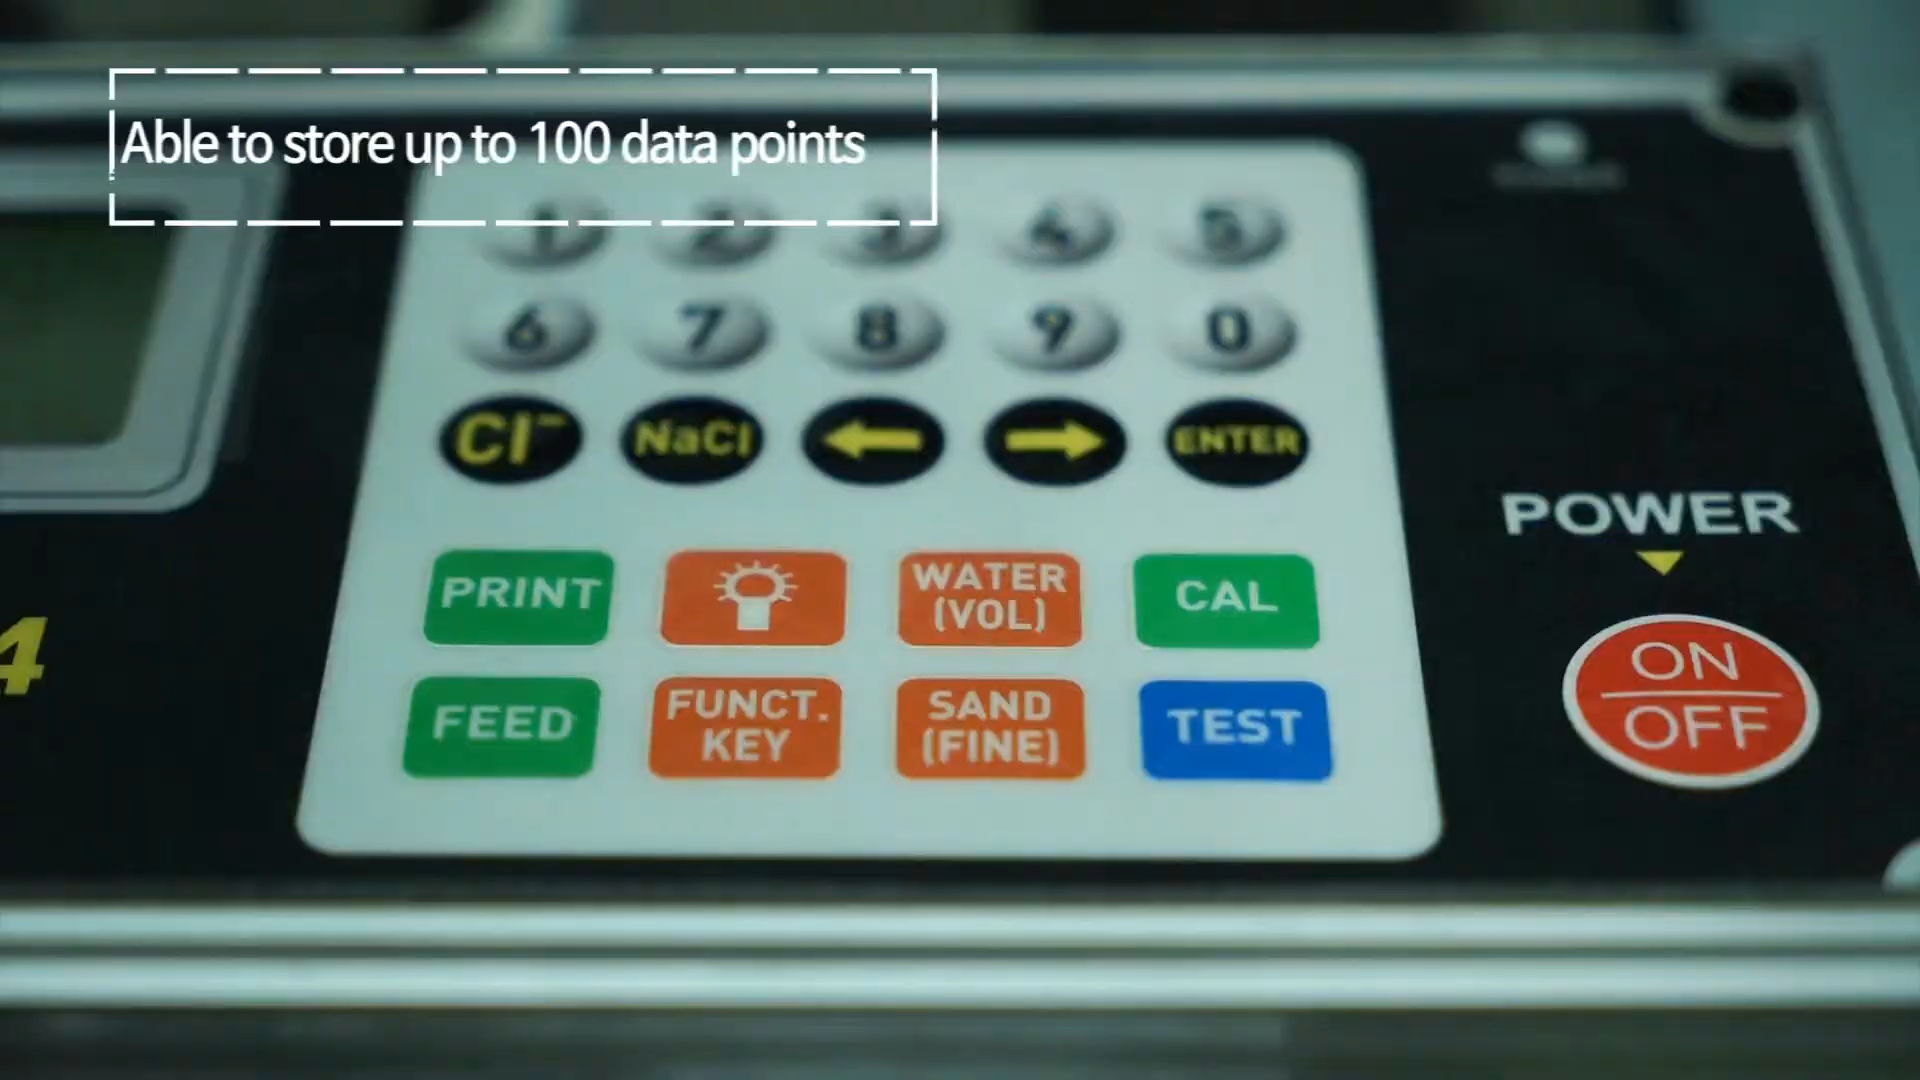 Able to store up to 100 data points
1 2 3 4 5
6 7 8 9 0
Cl⁻ NaCl ← → ENTER
POWER
PRINT WATER (VOL) CAL
ON
OFF
4
FEED FUNCT. KEY SAND (FINE) TEST